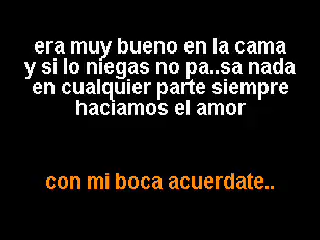 era muy bueno en la cama
y si lo niegas no pa..sa nada
en cualquier parte siempre
haciamos el amor
con mi boca acuerdate..